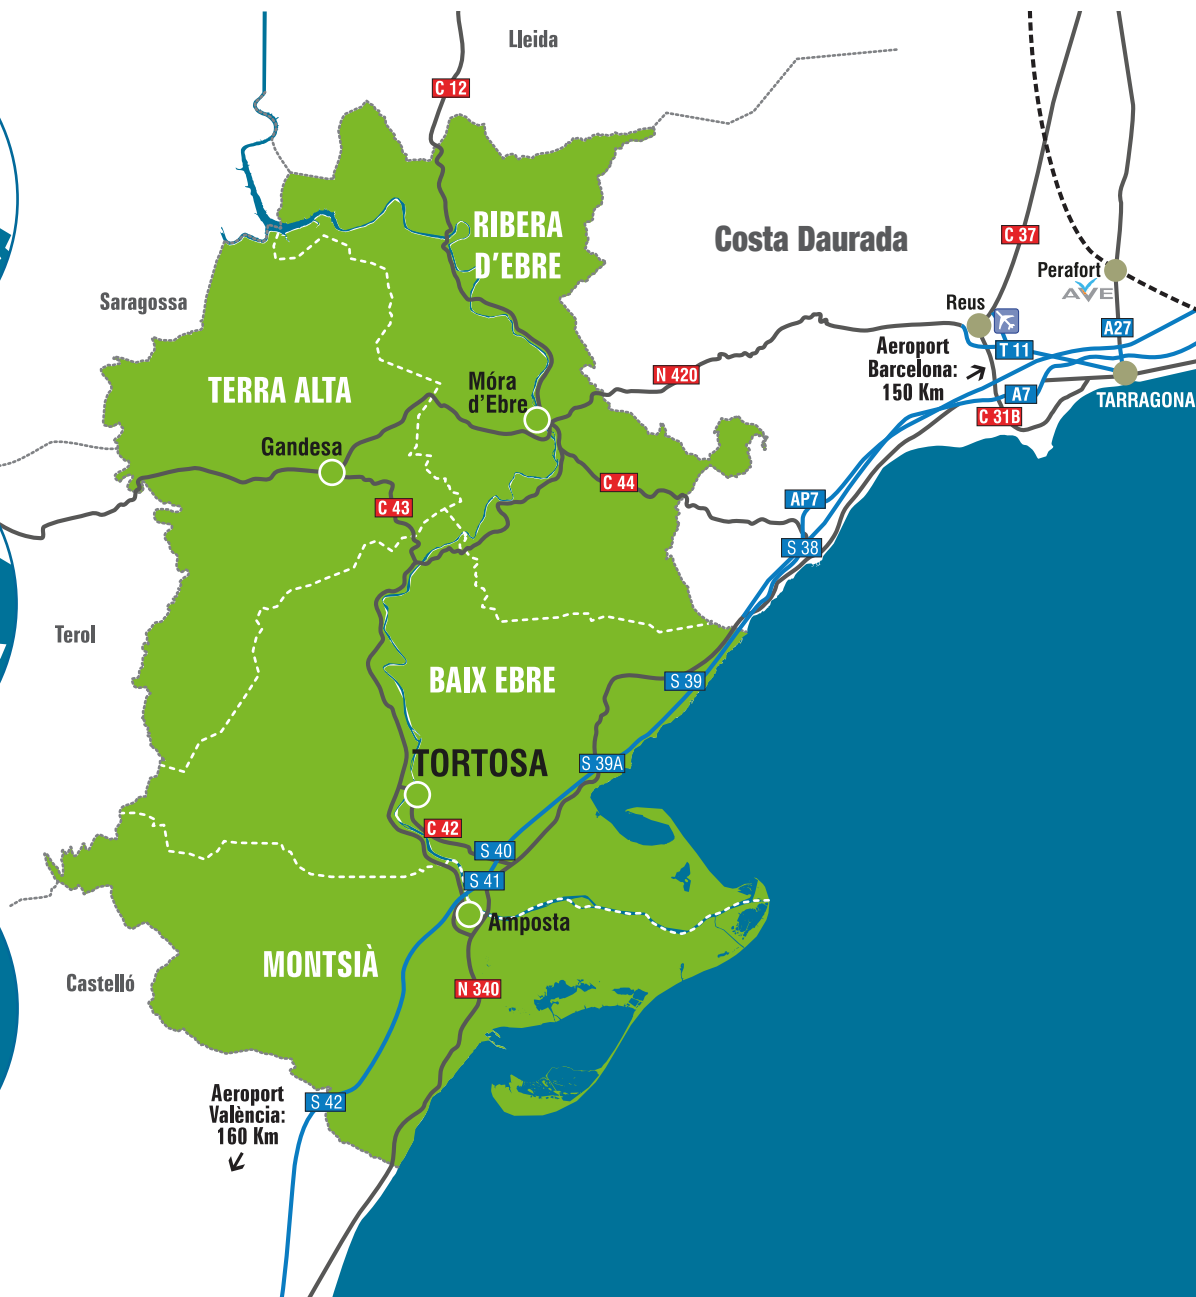 Lleida
C 12
RIBERA
D'EBRE
Costa Daurada
C 37
Perafort
AVE
Saragossa
Reus
A27
T 11
Aeroport
Barcelona:
150 Km
N 420
Móra
d'Ebre
TERRA ALTA
A7
TARRAGONA
C 31B
Gandesa
C 44
AP7
C 43
S 38
Terol
BAIX EBRE
S 39
TORTOSA
S 39A
C 42
S 40
S 41
Amposta
MONTSIÀ
Castelló
N 340
Aeroport
València:
160 Km
S 42